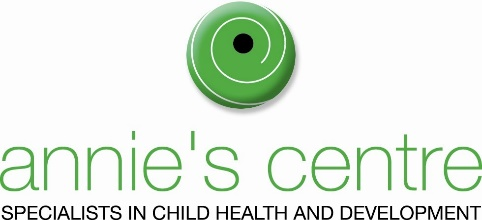 annie's centre
SPECIALISTS IN CHILD HEALTH AND DEVELOPMENT